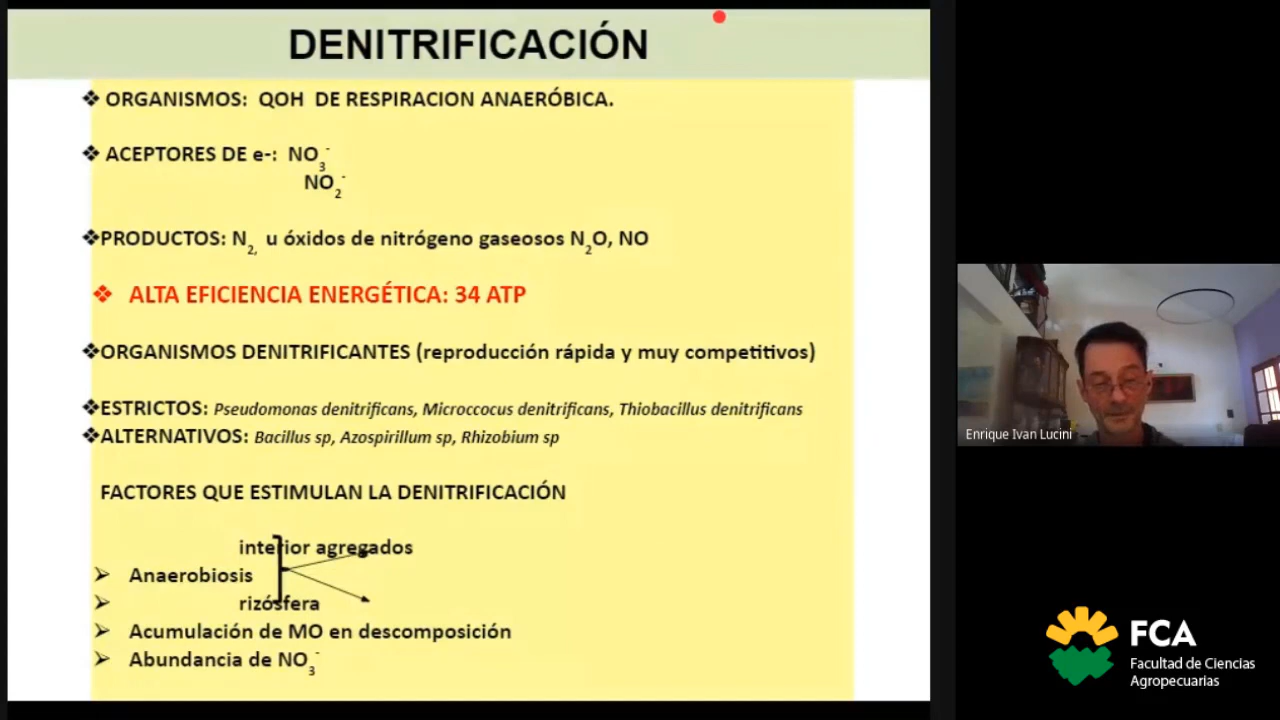 DENITRIFICACIÓN
❖ ORGANISMOS: QOH DE RESPIRACION ANAERÓBICA.
❖ ACEPTORES DE e-: NO3-
NO2-
❖PRODUCTOS: N2, u óxidos de nitrógeno gaseosos N2O, NO
❖ ALTA EFICIENCIA ENERGÉTICA: 34 ATP
❖ORGANISMOS DENITRIFICANTES (reproducción rápida y muy competitivos)
❖ESTRICTOS: Pseudomonas denitrificans, Microccocus denitrificans, Thiobacillus denitrificans
❖ALTERNATIVOS: Bacillus sp, Azospirillum sp, Rhizobium sp
FACTORES QUE ESTIMULAN LA DENITRIFICACIÓN
interior agregados
➢ Anaerobiosis
➢ rizósfera
➢ Acumulación de MO en descomposición
➢ Abundancia de NO3-
Enrique Ivan Lucini
FCA
Facultad de Ciencias
Agropecuarias